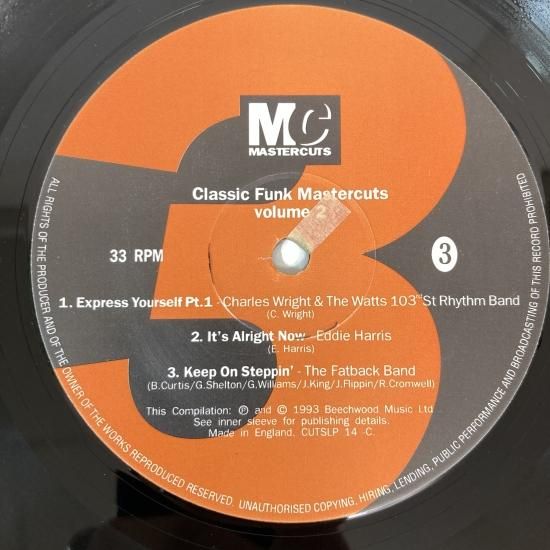 MC
MASTERCUTS
Classic Funk Mastercuts
volume 2
33 RPM
3
1. Express Yourself Pt.1 - Charles Wright & The Watts 103rd St Rhythm Band
(C. Wright)
2. It's Alright Now - Eddie Harris
(E. Harris)
3. Keep On Steppin' - The Fatback Band
(B.Curtis/G.Shelton/G.Williams/J.King/J.Flippin/R.Cromwell)
This Compilation: ℗ and © 1993 Beechwood Music Ltd
See inner sleeve for publishing details.
Made in England. CUTSLP 14 -C.
ALL RIGHTS OF THE PRODUCER AND OF THE OWNER OF THE WORKS REPRODUCED RESERVED. UNAUTHORISED COPYING, HIRING, LENDING, PUBLIC PERFORMANCE AND BROADCASTING OF THIS RECORD PROHIBITED.